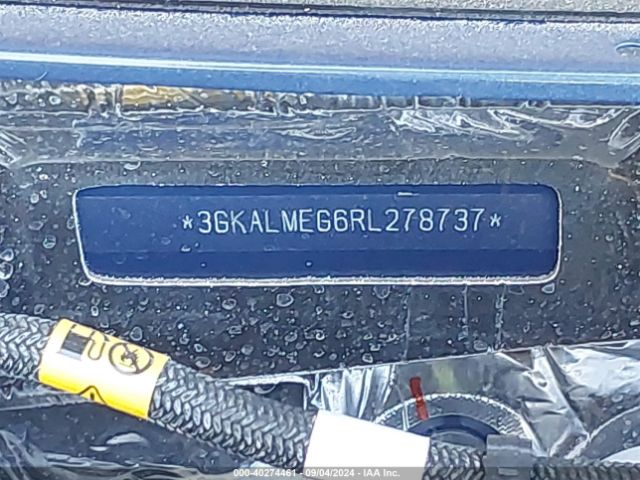 *3GKALMEG6RL278737*
000-40274461 - 09/04/2024 - IAA Inc.